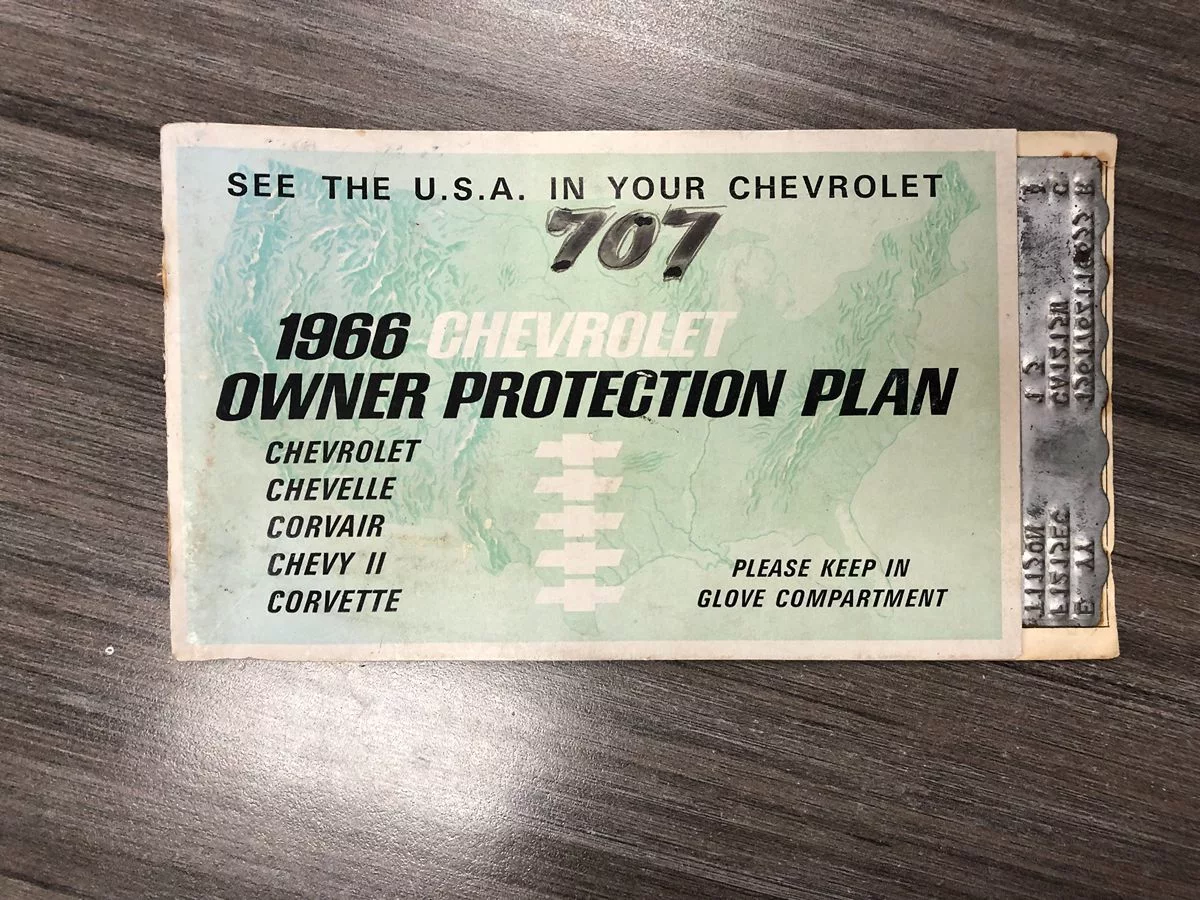 SEE THE U.S.A. IN YOUR CHEVROLET
707
1966 CHEVROLET
OWNER PROTECTION PLAN
CHEVROLET
CHEVELLE
CORVAIR
CHEVY II
CORVETTE
PLEASE KEEP IN
GLOVE COMPARTMENT